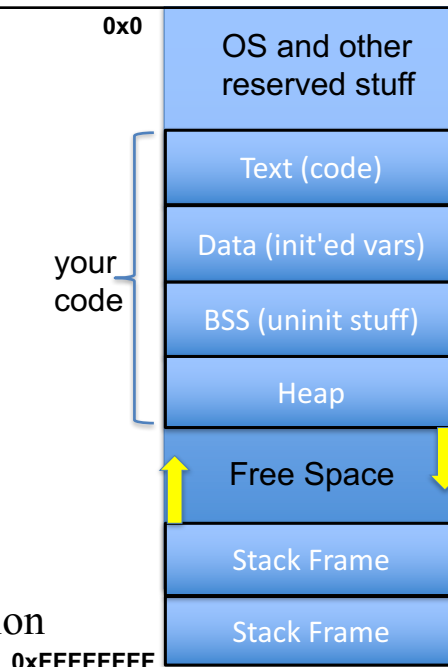 0x0
OS and other
reserved stuff
Text (code)
your
code
Data (init'ed vars)
BSS (uninit stuff)
Heap
Free Space
Stack Frame
Stack Frame
0xFFFFFFFF